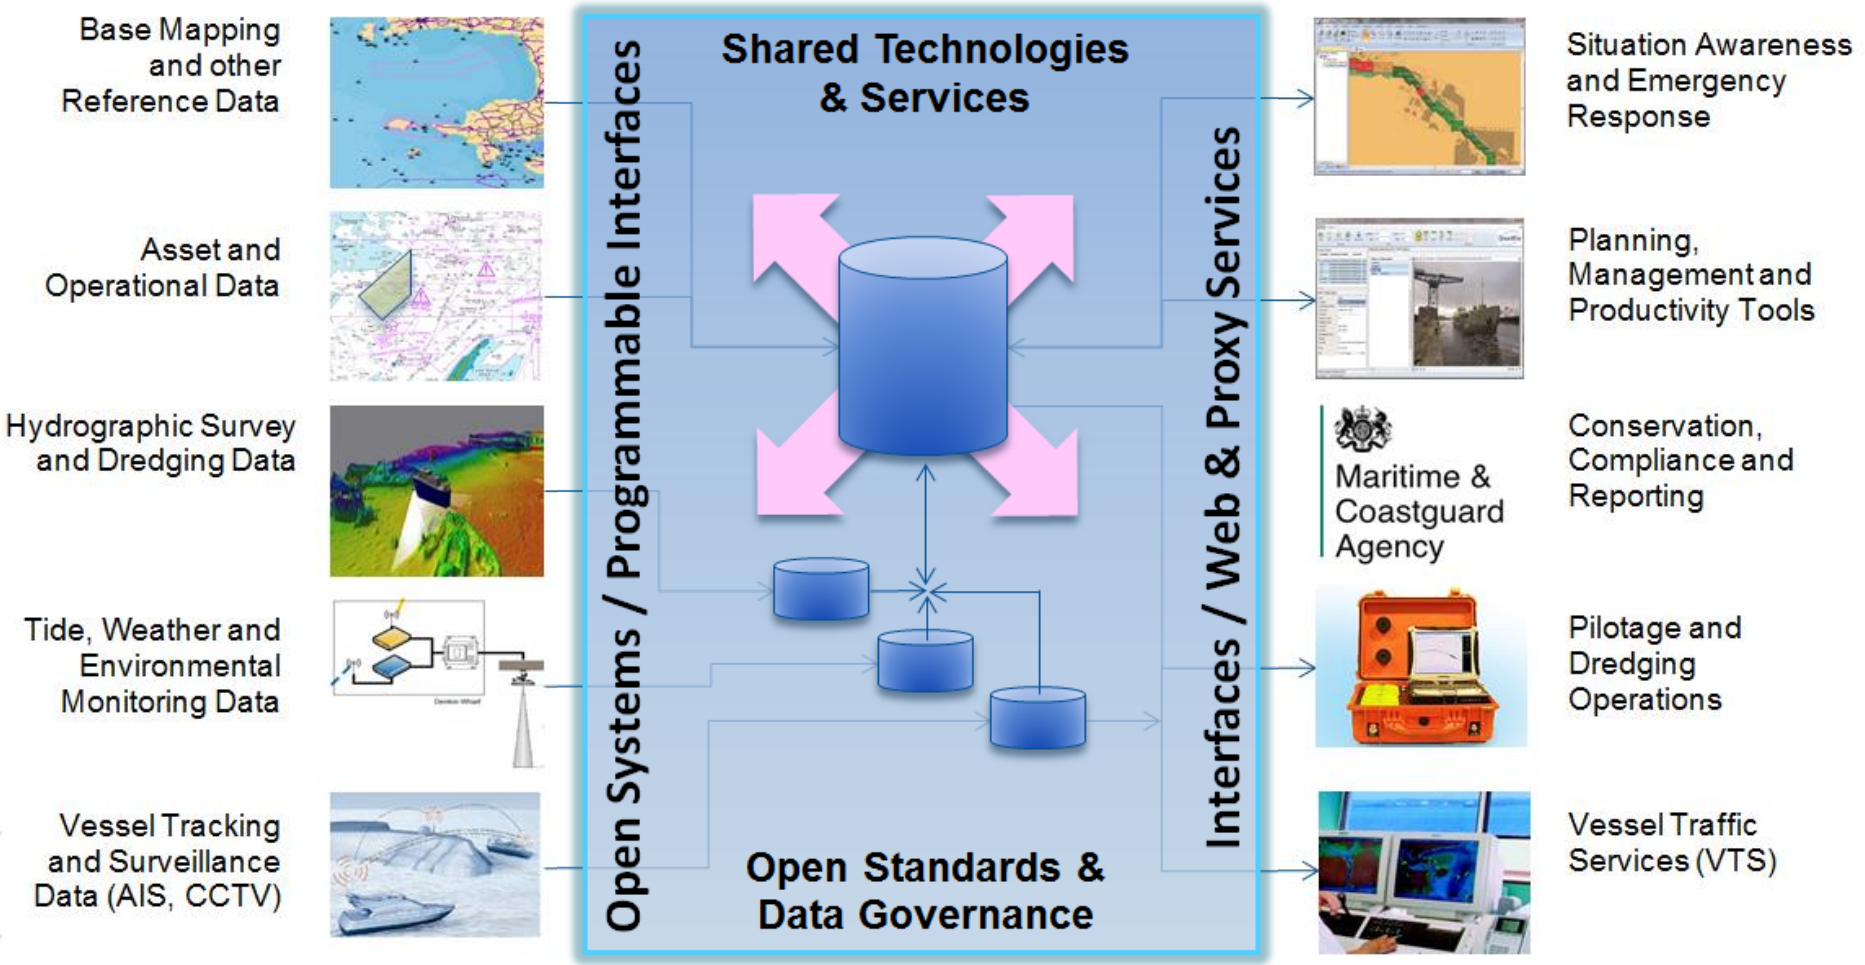 Base Mapping
and other
Reference Data
Asset and
Operational Data
Hydrographic Survey
and Dredging Data
Tide, Weather and
Environmental
Monitoring Data
Denton Wharf
Vessel Tracking
and Surveillance
Data (AIS, CCTV)
Open Systems / Programmable Interfaces
Shared Technologies
& Services
Open Standards &
Data Governance
Interfaces / Web & Proxy Services
Situation Awareness
and Emergency
Response
Planning,
Management and
Productivity Tools
Maritime &
Coastguard
Agency
Conservation,
Compliance and
Reporting
Pilotage and
Dredging
Operations
Vessel Traffic
Services (VTS)